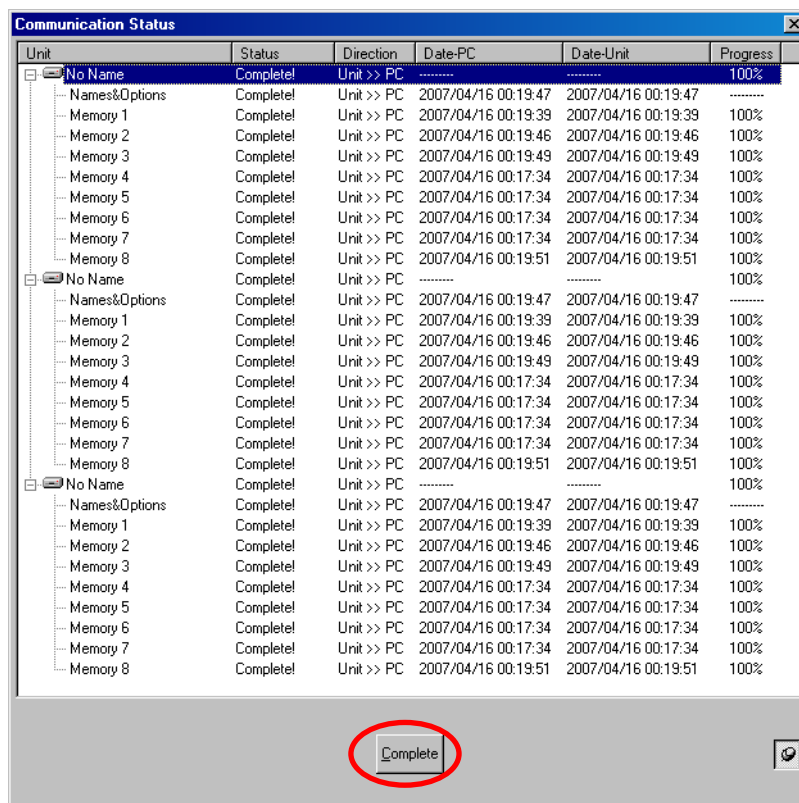 Communication Status
Unit Status Direction Date-PC Date-Unit Progress
No Name Complete! Unit >> PC --------- --------- 100%
Names&Options Complete! Unit >> PC 2007/04/16 00:19:47 2007/04/16 00:19:47 ---------
Memory 1 Complete! Unit >> PC 2007/04/16 00:19:39 2007/04/16 00:19:39 100%
Memory 2 Complete! Unit >> PC 2007/04/16 00:19:46 2007/04/16 00:19:46 100%
Memory 3 Complete! Unit >> PC 2007/04/16 00:19:49 2007/04/16 00:19:49 100%
Memory 4 Complete! Unit >> PC 2007/04/16 00:17:34 2007/04/16 00:17:34 100%
Memory 5 Complete! Unit >> PC 2007/04/16 00:17:34 2007/04/16 00:17:34 100%
Memory 6 Complete! Unit >> PC 2007/04/16 00:17:34 2007/04/16 00:17:34 100%
Memory 7 Complete! Unit >> PC 2007/04/16 00:17:34 2007/04/16 00:17:34 100%
Memory 8 Complete! Unit >> PC 2007/04/16 00:19:51 2007/04/16 00:19:51 100%
No Name Complete! Unit >> PC --------- --------- 100%
Names&Options Complete! Unit >> PC 2007/04/16 00:19:47 2007/04/16 00:19:47 ---------
Memory 1 Complete! Unit >> PC 2007/04/16 00:19:39 2007/04/16 00:19:39 100%
Memory 2 Complete! Unit >> PC 2007/04/16 00:19:46 2007/04/16 00:19:46 100%
Memory 3 Complete! Unit >> PC 2007/04/16 00:19:49 2007/04/16 00:19:49 100%
Memory 4 Complete! Unit >> PC 2007/04/16 00:17:34 2007/04/16 00:17:34 100%
Memory 5 Complete! Unit >> PC 2007/04/16 00:17:34 2007/04/16 00:17:34 100%
Memory 6 Complete! Unit >> PC 2007/04/16 00:17:34 2007/04/16 00:17:34 100%
Memory 7 Complete! Unit >> PC 2007/04/16 00:17:34 2007/04/16 00:17:34 100%
Memory 8 Complete! Unit >> PC 2007/04/16 00:19:51 2007/04/16 00:19:51 100%
No Name Complete! Unit >> PC --------- --------- 100%
Names&Options Complete! Unit >> PC 2007/04/16 00:19:47 2007/04/16 00:19:47 ---------
Memory 1 Complete! Unit >> PC 2007/04/16 00:19:39 2007/04/16 00:19:39 100%
Memory 2 Complete! Unit >> PC 2007/04/16 00:19:46 2007/04/16 00:19:46 100%
Memory 3 Complete! Unit >> PC 2007/04/16 00:19:49 2007/04/16 00:19:49 100%
Memory 4 Complete! Unit >> PC 2007/04/16 00:17:34 2007/04/16 00:17:34 100%
Memory 5 Complete! Unit >> PC 2007/04/16 00:17:34 2007/04/16 00:17:34 100%
Memory 6 Complete! Unit >> PC 2007/04/16 00:17:34 2007/04/16 00:17:34 100%
Memory 7 Complete! Unit >> PC 2007/04/16 00:17:34 2007/04/16 00:17:34 100%
Memory 8 Complete! Unit >> PC 2007/04/16 00:19:51 2007/04/16 00:19:51 100%
Complete